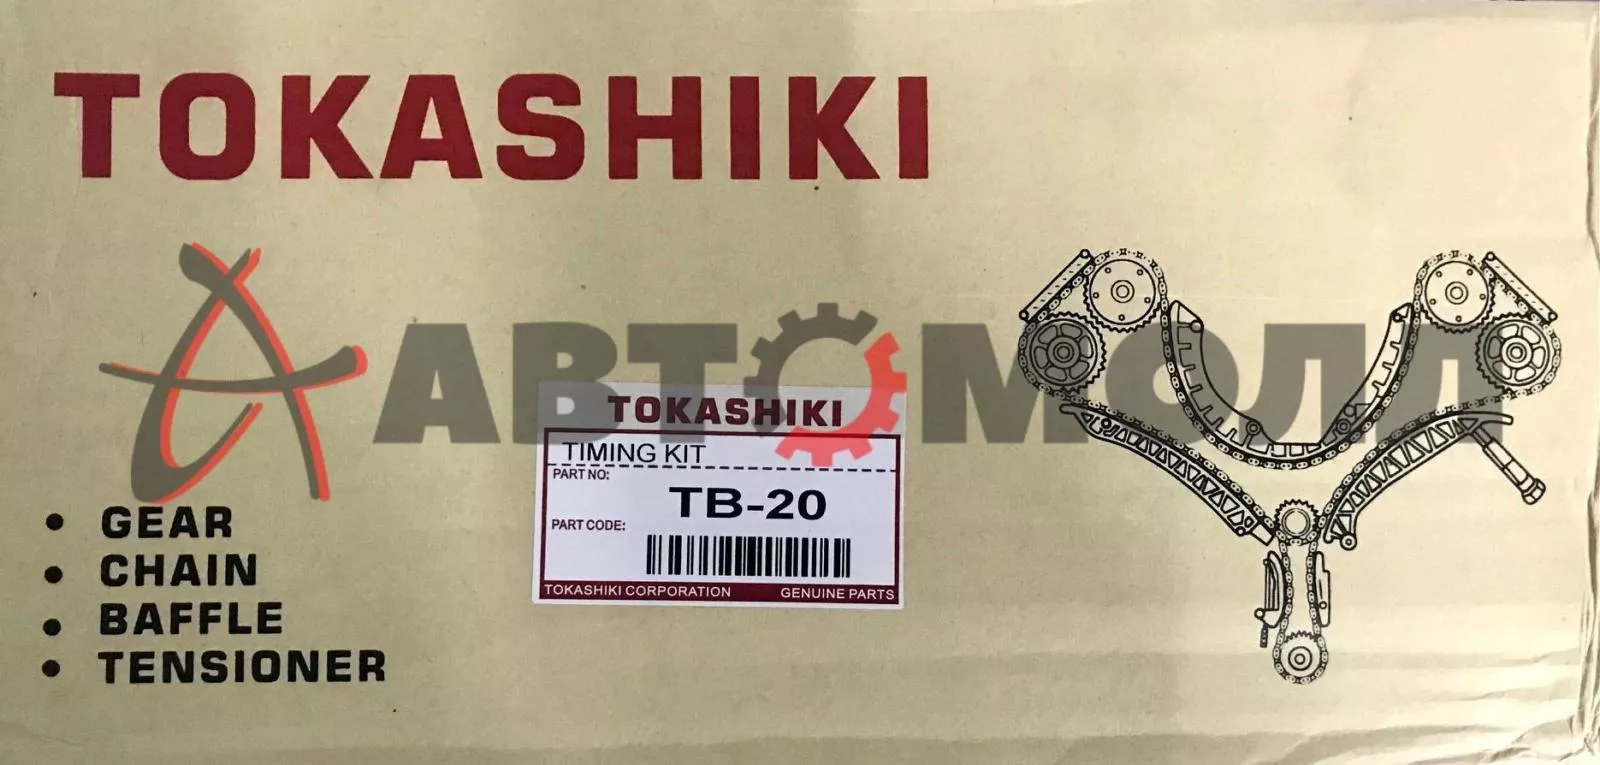 TOKASHIKI
АВТОМОЛЛ
TOKASHIKI
TIMING KIT
PART NO:
TB-20
PART CODE:
TOKASHIKI CORPORATION GENUINE PARTS
• GEAR
• CHAIN
• BAFFLE
• TENSIONER